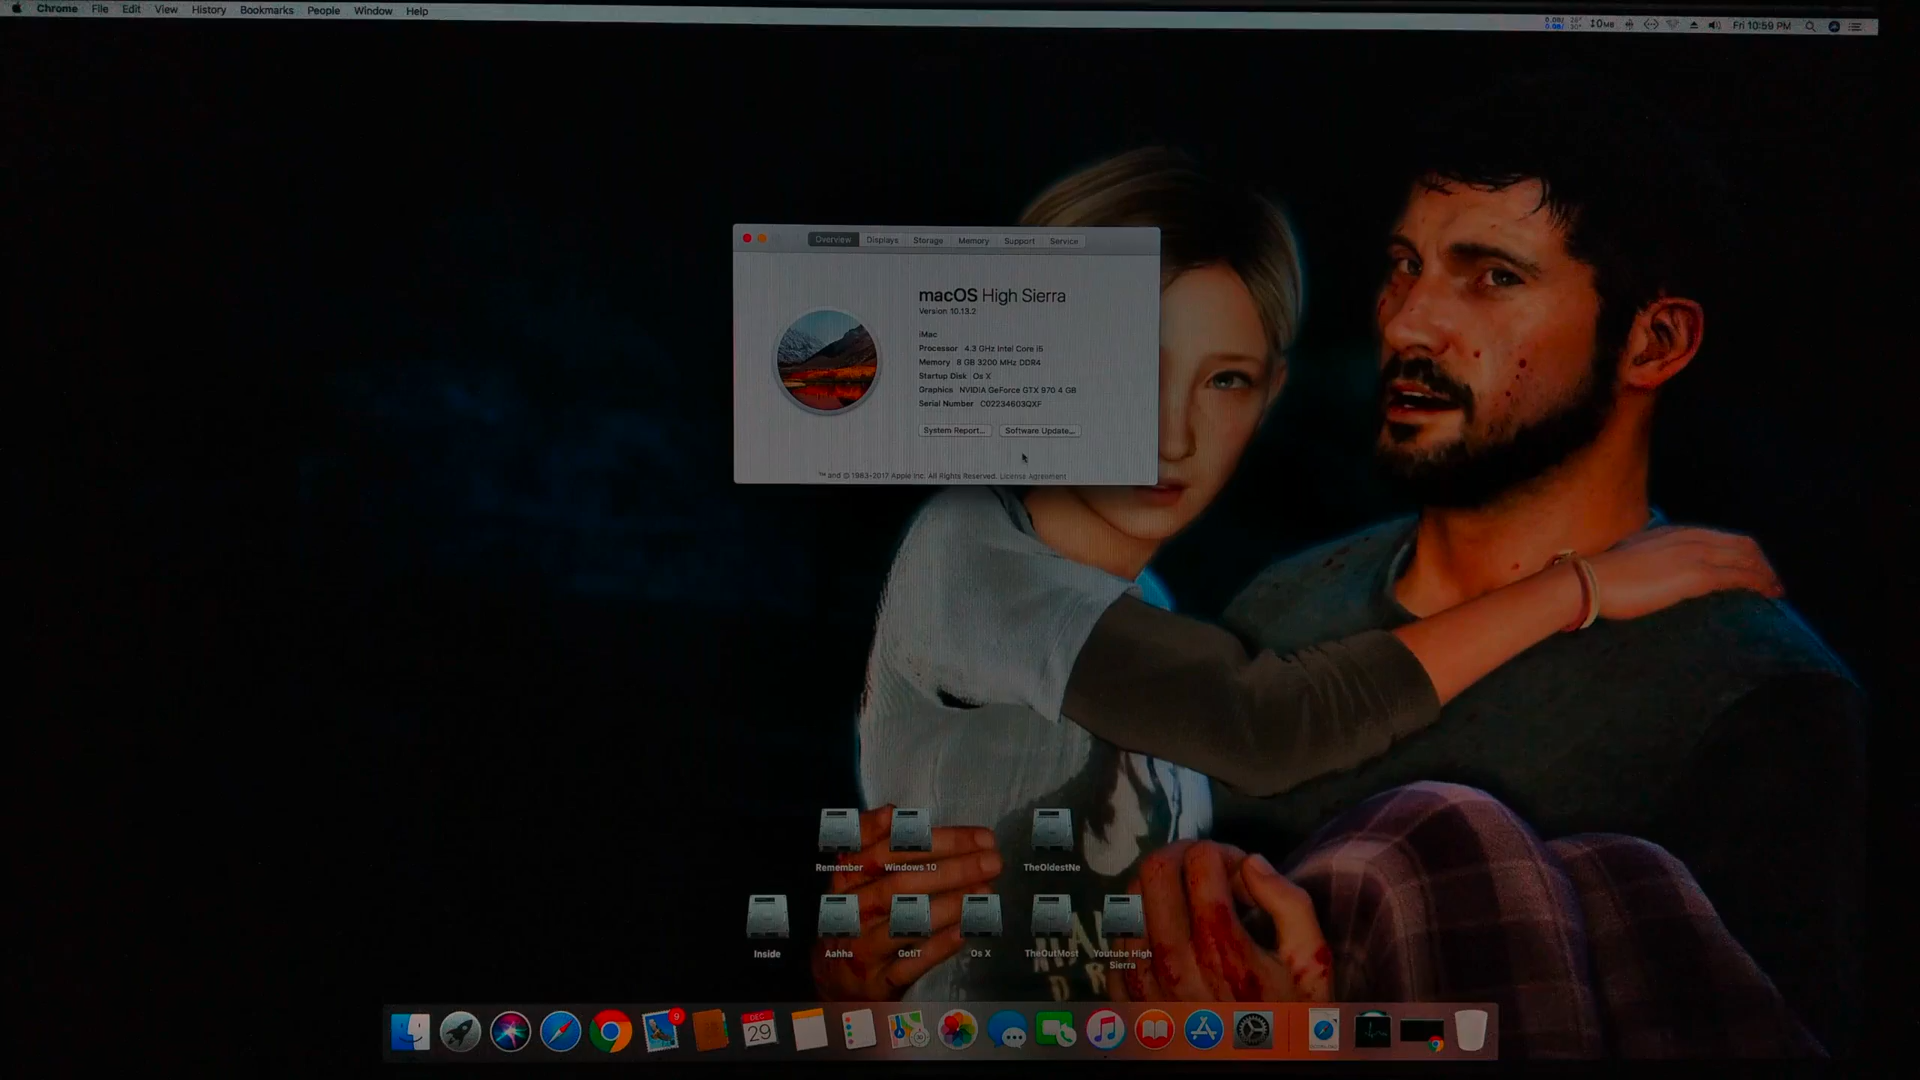 Chrome File Edit View History Bookmarks People Window Help
Fri 10:59 PM
Overview Displays Storage Memory Support Service
macOS High Sierra
Version 10.13.2
iMac
Processor 4.3 GHz Intel Core i5
Memory 8 GB 3200 MHz DDR4
Startup Disk Os X
Graphics NVIDIA GeForce GTX 970 4 GB
Serial Number C02234603QXF
System Report... Software Update...
™ and © 1983-2017 Apple Inc. All Rights Reserved. License Agreement
Remember Windows 10 TheOldestNe
Inside Aahha GotiT Os X TheOutMost Youtube High
Sierra
9
DEC
29